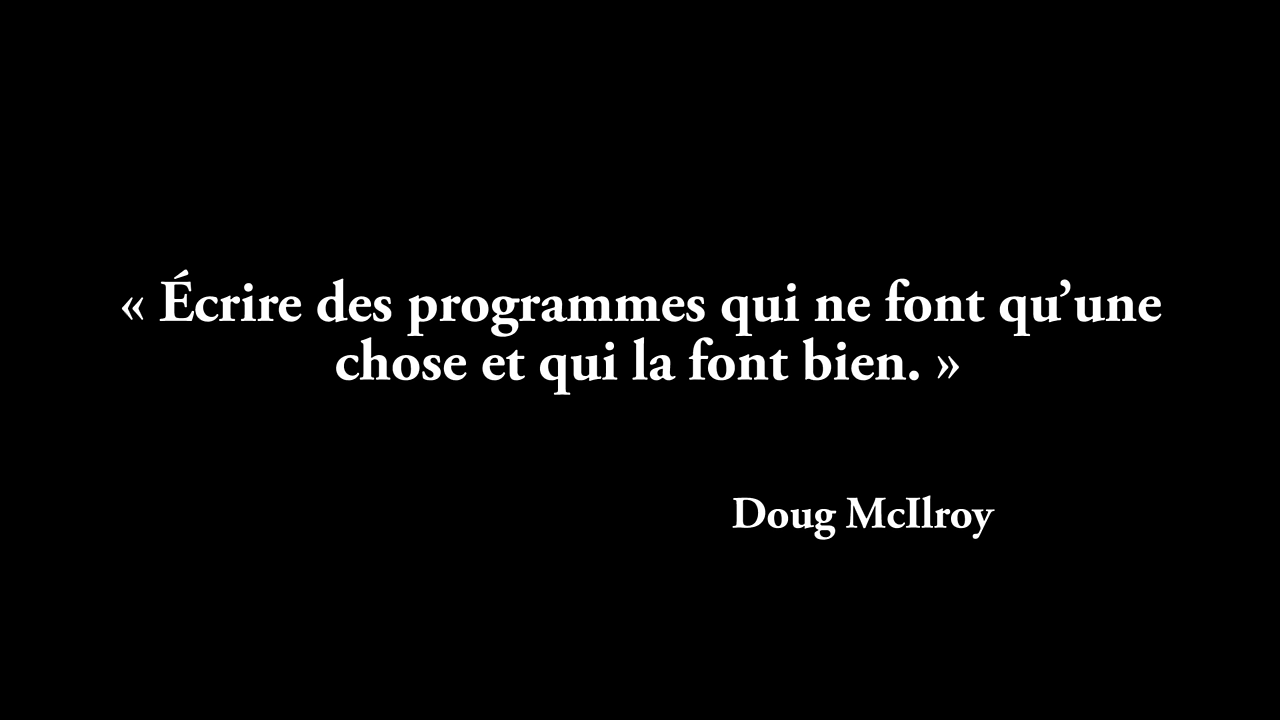 « Écrire des programmes qui ne font qu’une
chose et qui la font bien. »
Doug McIlroy